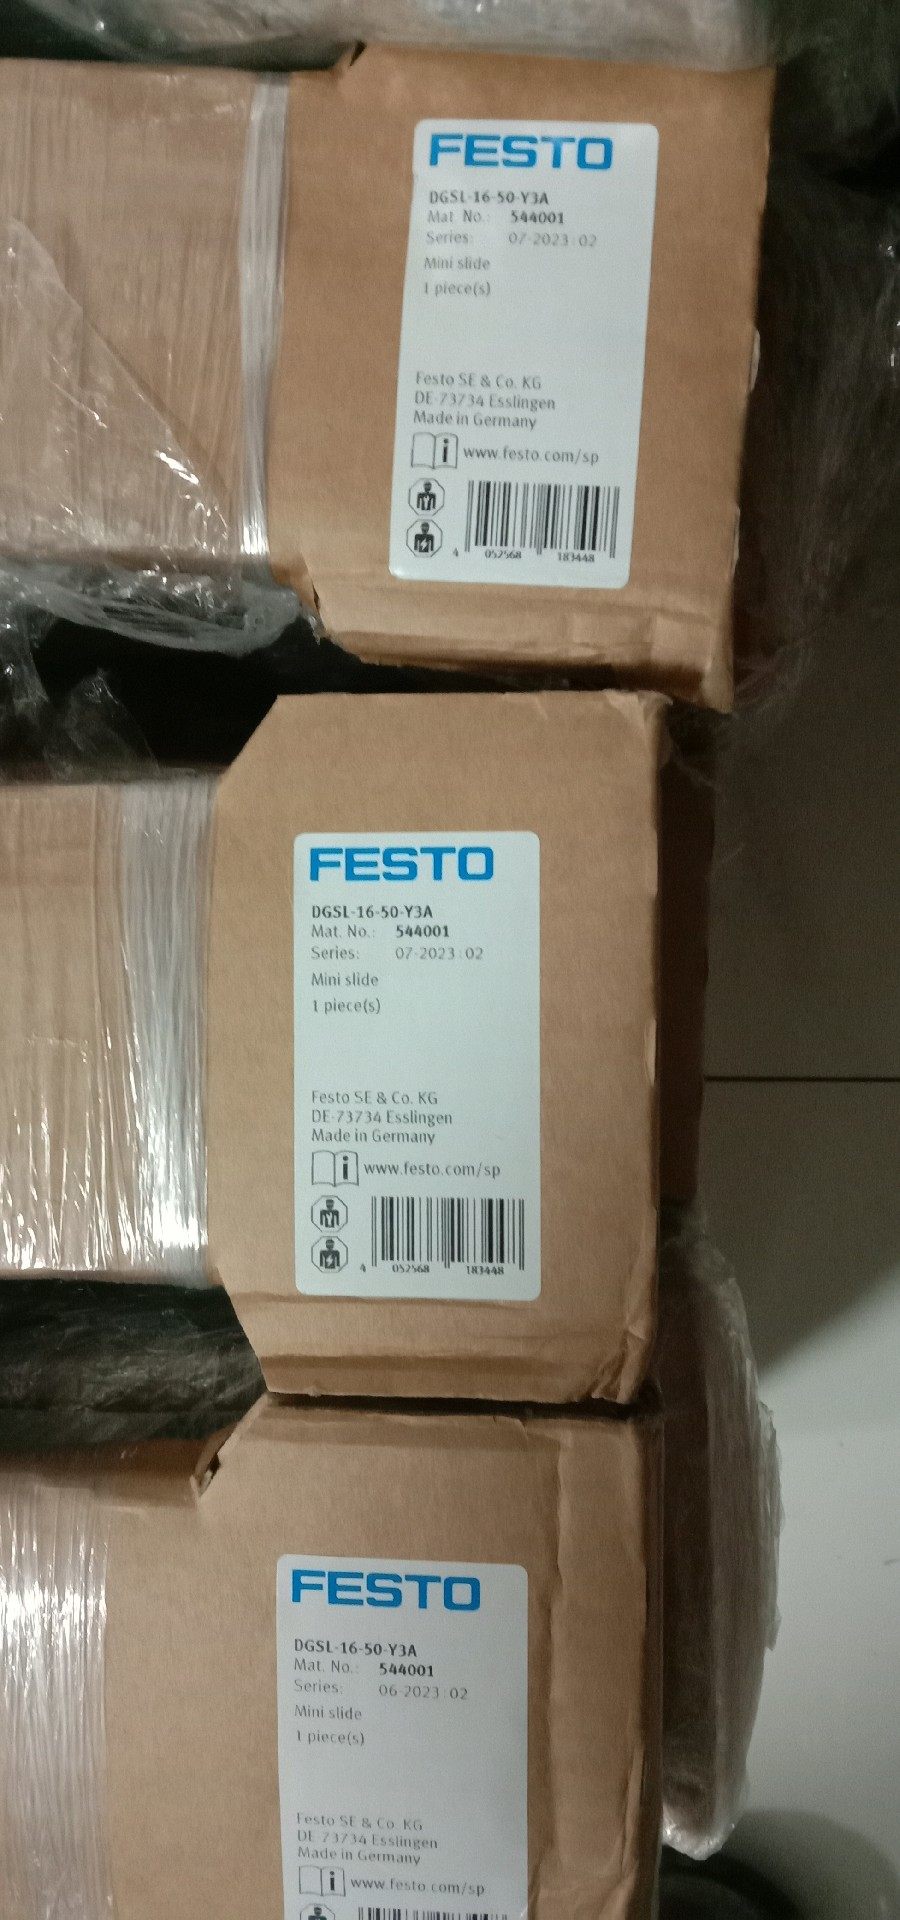 FESTO
DGSL-16-50-Y3A
Mat. No.: 544001
Series: 07-2023:02
Mini slide
1 piece(s)
Festo SE & Co. KG
DE-73734 Esslingen
Made in Germany
www.festo.com/sp
4 052568 183448
FESTO
DGSL-16-50-Y3A
Mat. No.: 544001
Series: 07-2023:02
Mini slide
1 piece(s)
Festo SE & Co. KG
DE-73734 Esslingen
Made in Germany
www.festo.com/sp
4 052568 183448
FESTO
DGSL-16-50-Y3A
Mat. No.: 544001
Series: 06-2023:02
Mini slide
1 piece(s)
Festo SE & Co. KG
DE-73734 Esslingen
Made in Germany
www.festo.com/sp